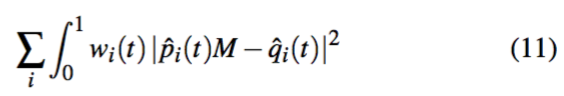 ∑_i ∫_0^1 w_i(t) |p̂_i(t)M − q̂_i(t)|^2 (11)